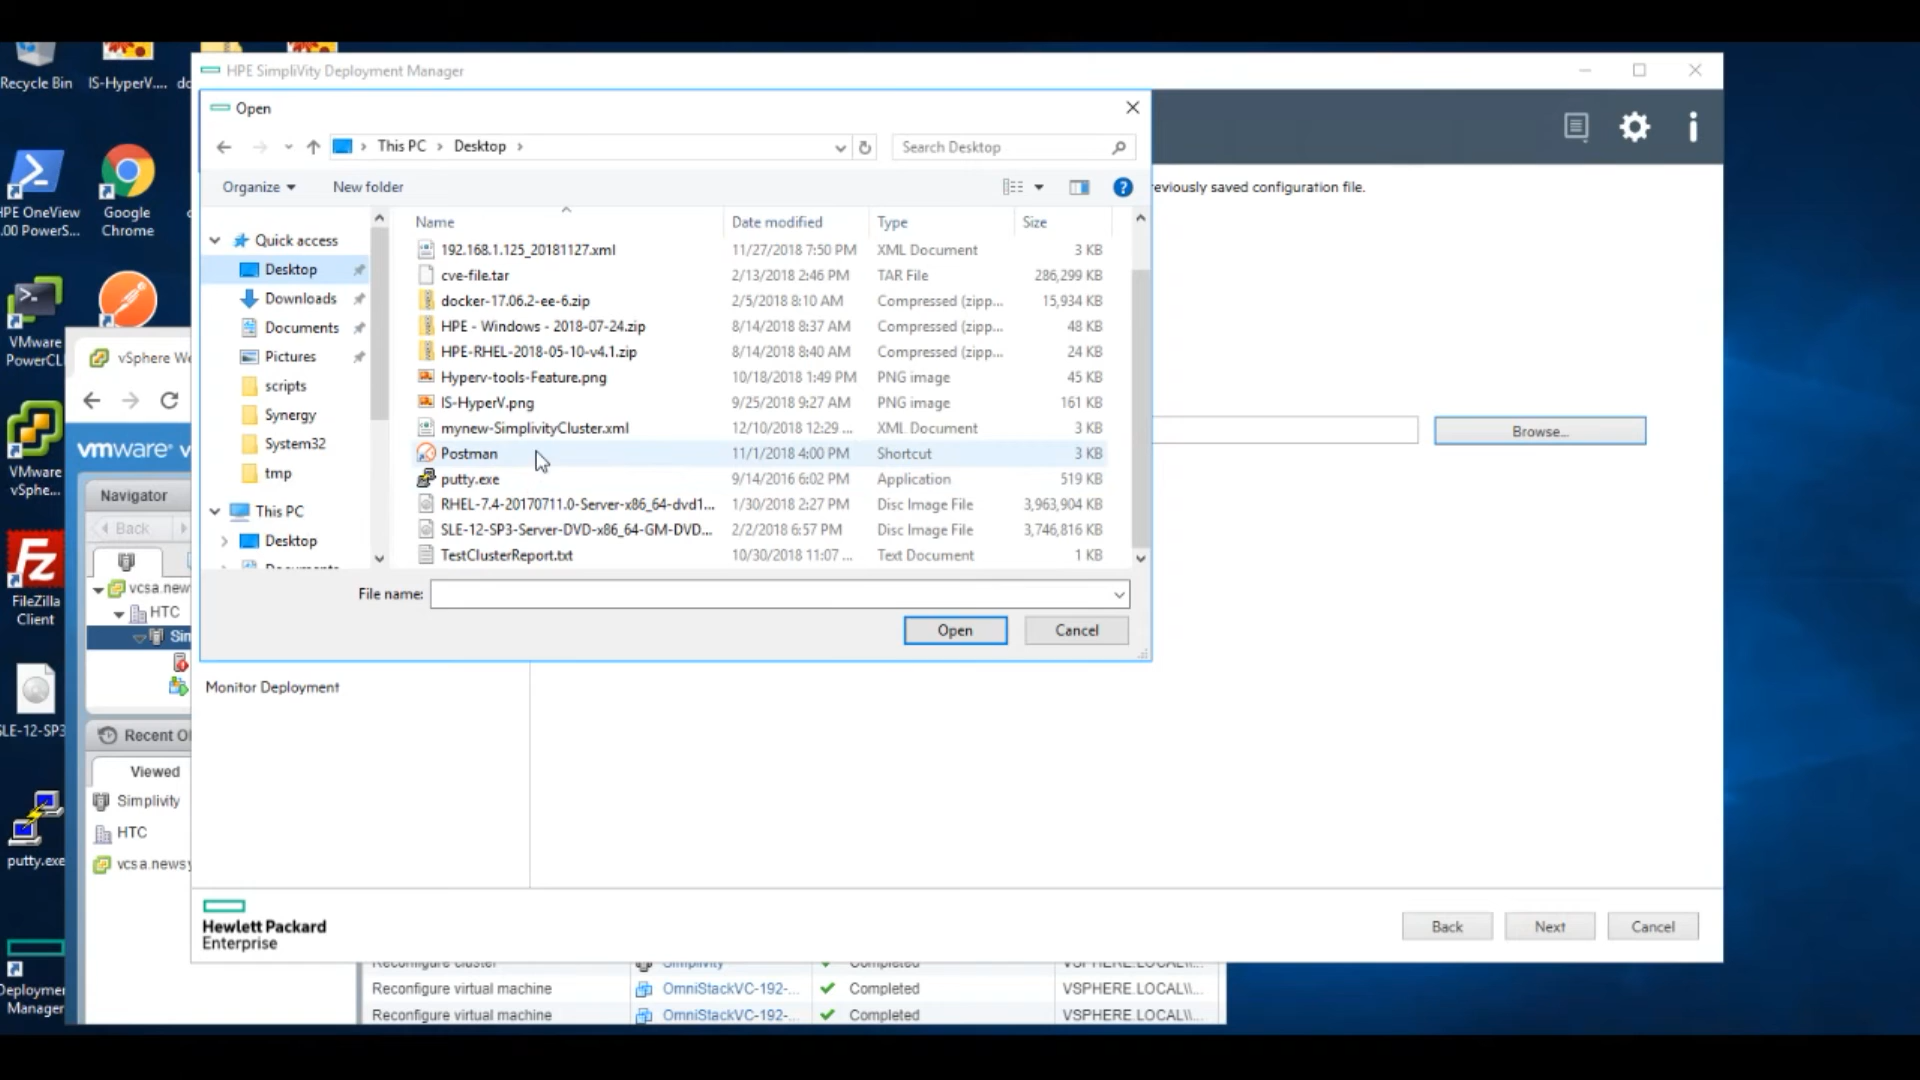 Recycle Bin
IS-HyperV....
HPE SimpliVity Deployment Manager
Open
This PC > Desktop >
Search Desktop
Organize
New folder
Name
Date modified
Type
Size
Quick access
Desktop
Downloads
Documents
Pictures
scripts
Synergy
System32
tmp
This PC
Desktop
192.168.1.125_20181127.xml 11/27/2018 7:50 PM XML Document 3 KB
cve-file.tar 2/13/2018 2:46 PM TAR File 286,299 KB
docker-17.06.2-ee-6.zip 2/5/2018 8:10 AM Compressed (zipp... 15,934 KB
HPE - Windows - 2018-07-24.zip 8/14/2018 8:37 AM Compressed (zipp... 48 KB
HPE-RHEL-2018-05-10-v4.1.zip 8/14/2018 8:40 AM Compressed (zipp... 24 KB
Hyperv-tools-Feature.png 10/18/2018 1:49 PM PNG image 45 KB
IS-HyperV.png 9/25/2018 9:27 AM PNG image 161 KB
mynew-SimplivityCluster.xml 12/10/2018 12:29 ... XML Document 3 KB
Postman 11/1/2018 4:00 PM Shortcut 3 KB
putty.exe 9/14/2016 6:02 PM Application 519 KB
RHEL-7.4-20170711.0-Server-x86_64-dvd1... 1/30/2018 2:27 PM Disc Image File 3,963,904 KB
SLE-12-SP3-Server-DVD-x86_64-GM-DVD... 2/2/2018 6:57 PM Disc Image File 3,746,816 KB
TestClusterReport.txt 10/30/2018 11:07 ... Text Document 1 KB
File name:
Open
Cancel
eviously saved configuration file.
Browse...
Monitor Deployment
Hewlett Packard
Enterprise
Back
Next
Cancel
HPE OneView
.00 PowerS...
Google
Chrome
VMware
PowerCLI
VMware
vSphe...
FileZilla
Client
SLE-12-SP3
putty.exe
Deployment
Manager
vSphere We
vmware® v
Navigator
Back
vcsa.new
HTC
Sim
Recent O
Viewed
Simplivity
HTC
vcsa.newsy
Reconfigure cluster Simplivity Completed VSPHERE.LOCAL\\...
Reconfigure virtual machine OmniStackVC-192-... Completed VSPHERE.LOCAL\\...
Reconfigure virtual machine OmniStackVC-192-... Completed VSPHERE.LOCAL\\...